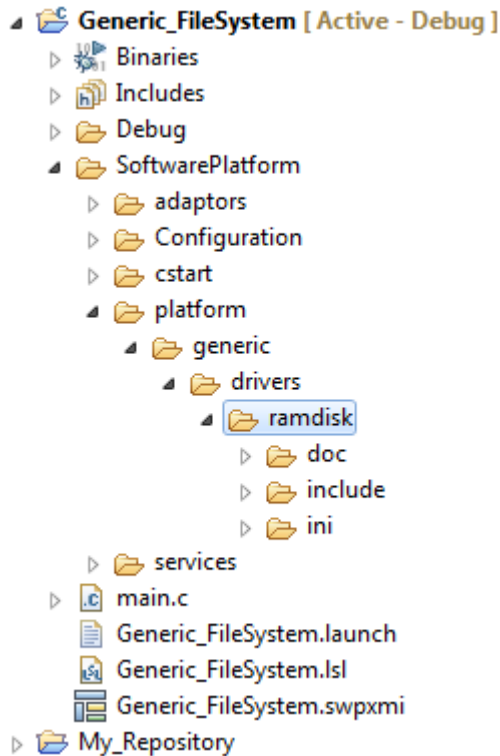 Generic_FileSystem [ Active - Debug ]
Binaries
Includes
Debug
SoftwarePlatform
adaptors
Configuration
cstart
platform
generic
drivers
ramdisk
doc
include
ini
services
main.c
Generic_FileSystem.launch
Generic_FileSystem.lsl
Generic_FileSystem.swpxmi
My_Repository